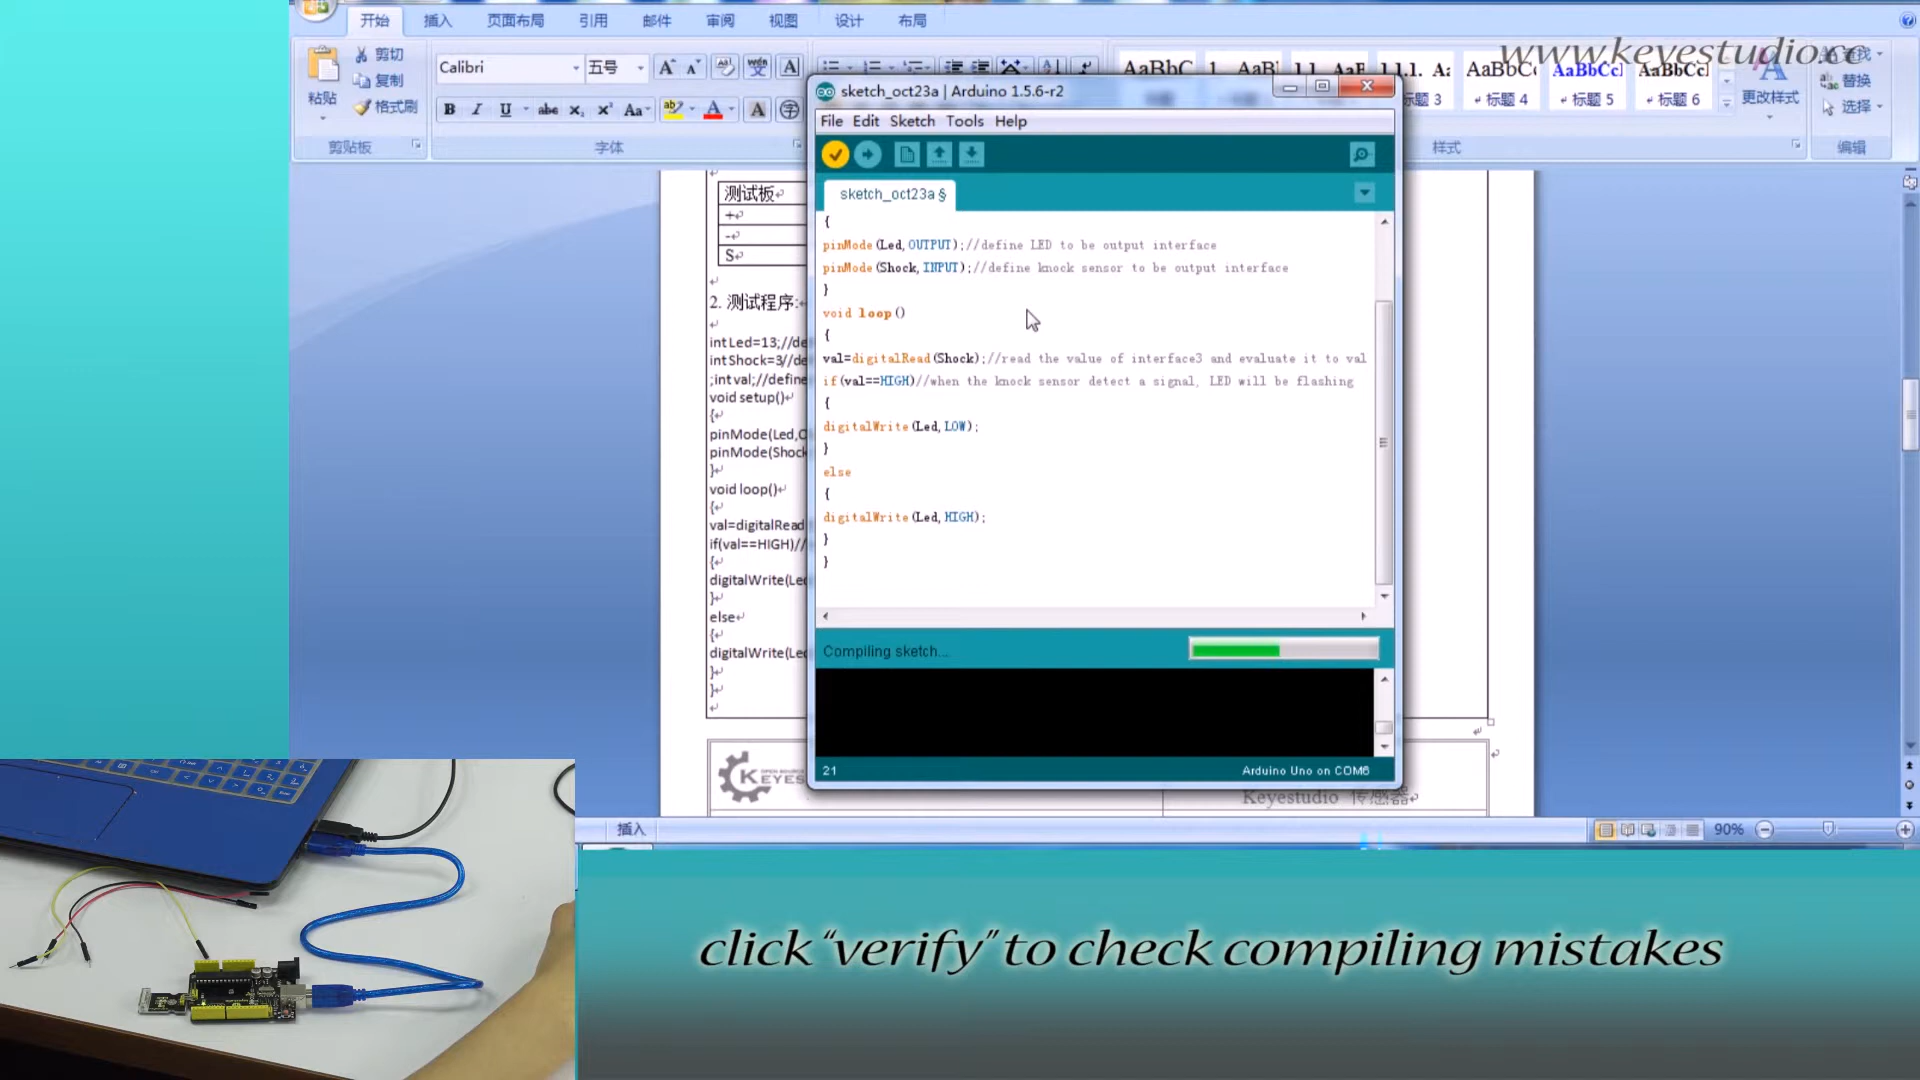 开始 插入 页面布局 引用 邮件 审阅 视图 设计 布局
www.keyestudio.cc
粘贴
剪切
复制
格式刷
剪贴板
Calibri 五号
字体
标题 3
标题 4
标题 5
标题 6
更改样式
样式
替换
选择
编辑
测试板
+
-
S
2. 测试程序:
int Led=13;//de
int Shock=3//de
;int val;//define
void setup()
{
pinMode(Led,O
pinMode(Shock
}
void loop()
{
val=digitalRead
if(val==HIGH)//
{
digitalWrite(Led
}
else
{
digitalWrite(Led
}
}
sketch_oct23a | Arduino 1.5.6-r2
File Edit Sketch Tools Help
sketch_oct23a §
{
pinMode(Led,OUTPUT);//define LED to be output interface
pinMode(Shock,INPUT);//define knock sensor to be output interface
}
void loop()
{
val=digitalRead(Shock);//read the value of interface3 and evaluate it to val
if(val==HIGH)//when the knock sensor detect a signal, LED will be flashing
{
digitalWrite(Led,LOW);
}
else
{
digitalWrite(Led,HIGH);
}
}
Compiling sketch...
21
Arduino Uno on COM6
KEYES
Keyestudio 传感器
插入
90%
click “verify” to check compiling mistakes